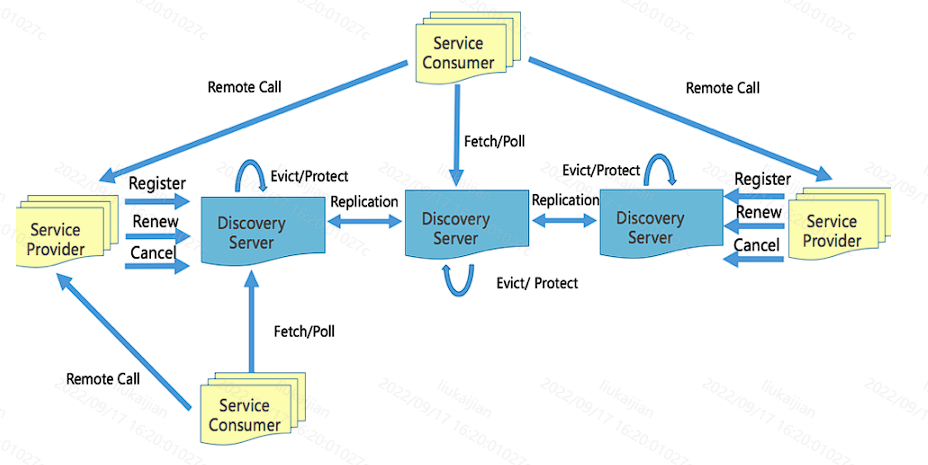 Service
Consumer
Remote Call
Remote Call
Fetch/Poll
Evict/Protect
Evict/Protect
Register
Renew
Cancel
Service
Provider
Discovery
Server
Replication
Discovery
Server
Replication
Discovery
Server
Register
Renew
Cancel
Service
Provider
Evict/ Protect
Fetch/Poll
Remote Call
Service
Consumer
liukaijian
2022/09/17 16:20:01027c